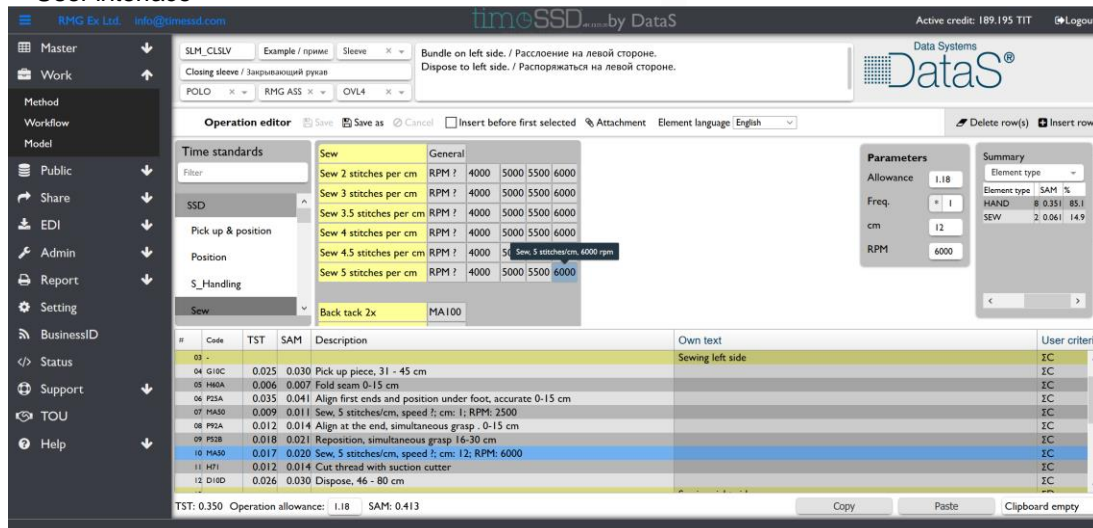 User interface
RMG Ex Ltd. info@timessd.com
timeSSD by DataS
Active credit: 189.195 TIT Logou
Master
Work
Method
Workflow
Model
Public
Share
EDI
Admin
Report
Setting
BusinessID
Status
Support
TOU
Help
SLM_CLSLV Example / приме Sleeve
Closing sleeve / Закрывающий рукав
POLO RMG ASS OVL4
Bundle on left side. / Расслоение на левой стороне.
Dispose to left side. / Распоряжаться на левой стороне.
Data Systems
DataS®
Operation editor Save Save as Cancel Insert before first selected Attachment Element language English Delete row(s) Insert row
Time standards
Filter
SSD
Pick up & position
Position
S_Handling
Sew
Sew General
Sew 2 stitches per cm RPM ? 4000 5000 5500 6000
Sew 3 stitches per cm RPM ? 4000 5000 5500 6000
Sew 3.5 stitches per cm RPM ? 4000 5000 5500 6000
Sew 4 stitches per cm RPM ? 4000 5000 5500 6000
Sew 4.5 stitches per cm RPM ? 4000
Sew, 5 stitches/cm, 6000 rpm
Sew 5 stitches per cm RPM ? 4000 5000 5500 6000
Back tack 2x MA100
Parameters
Allowance 1.18
Freq. * 1
cm 12
RPM 6000
Summary
Element type
Element type SAM %
HAND 8 0.351 85.1
SEW 2 0.061 14.9
# Code TST SAM Description Own text User criteri
03 - Sewing left side ΣC
04 G10C 0.025 0.030 Pick up piece, 31 - 45 cm ΣC
05 H60A 0.006 0.007 Fold seam 0-15 cm ΣC
06 P25A 0.035 0.041 Align first ends and position under foot, accurate 0-15 cm ΣC
07 MA50 0.009 0.011 Sew, 5 stitches/cm, speed ?; cm: 1; RPM: 2500 ΣC
08 P92A 0.012 0.014 Align at the end, simultaneous grasp . 0-15 cm ΣC
09 P52B 0.018 0.021 Reposition, simultaneous grasp 16-30 cm ΣC
10 MA50 0.017 0.020 Sew, 5 stitches/cm, speed ?; cm: 12; RPM: 6000 ΣC
11 H71 0.012 0.014 Cut thread with suction cutter ΣC
12 D10D 0.026 0.030 Dispose, 46 - 80 cm ΣC
TST: 0.350 Operation allowance: 1.18 SAM: 0.413 Copy Paste Clipboard empty